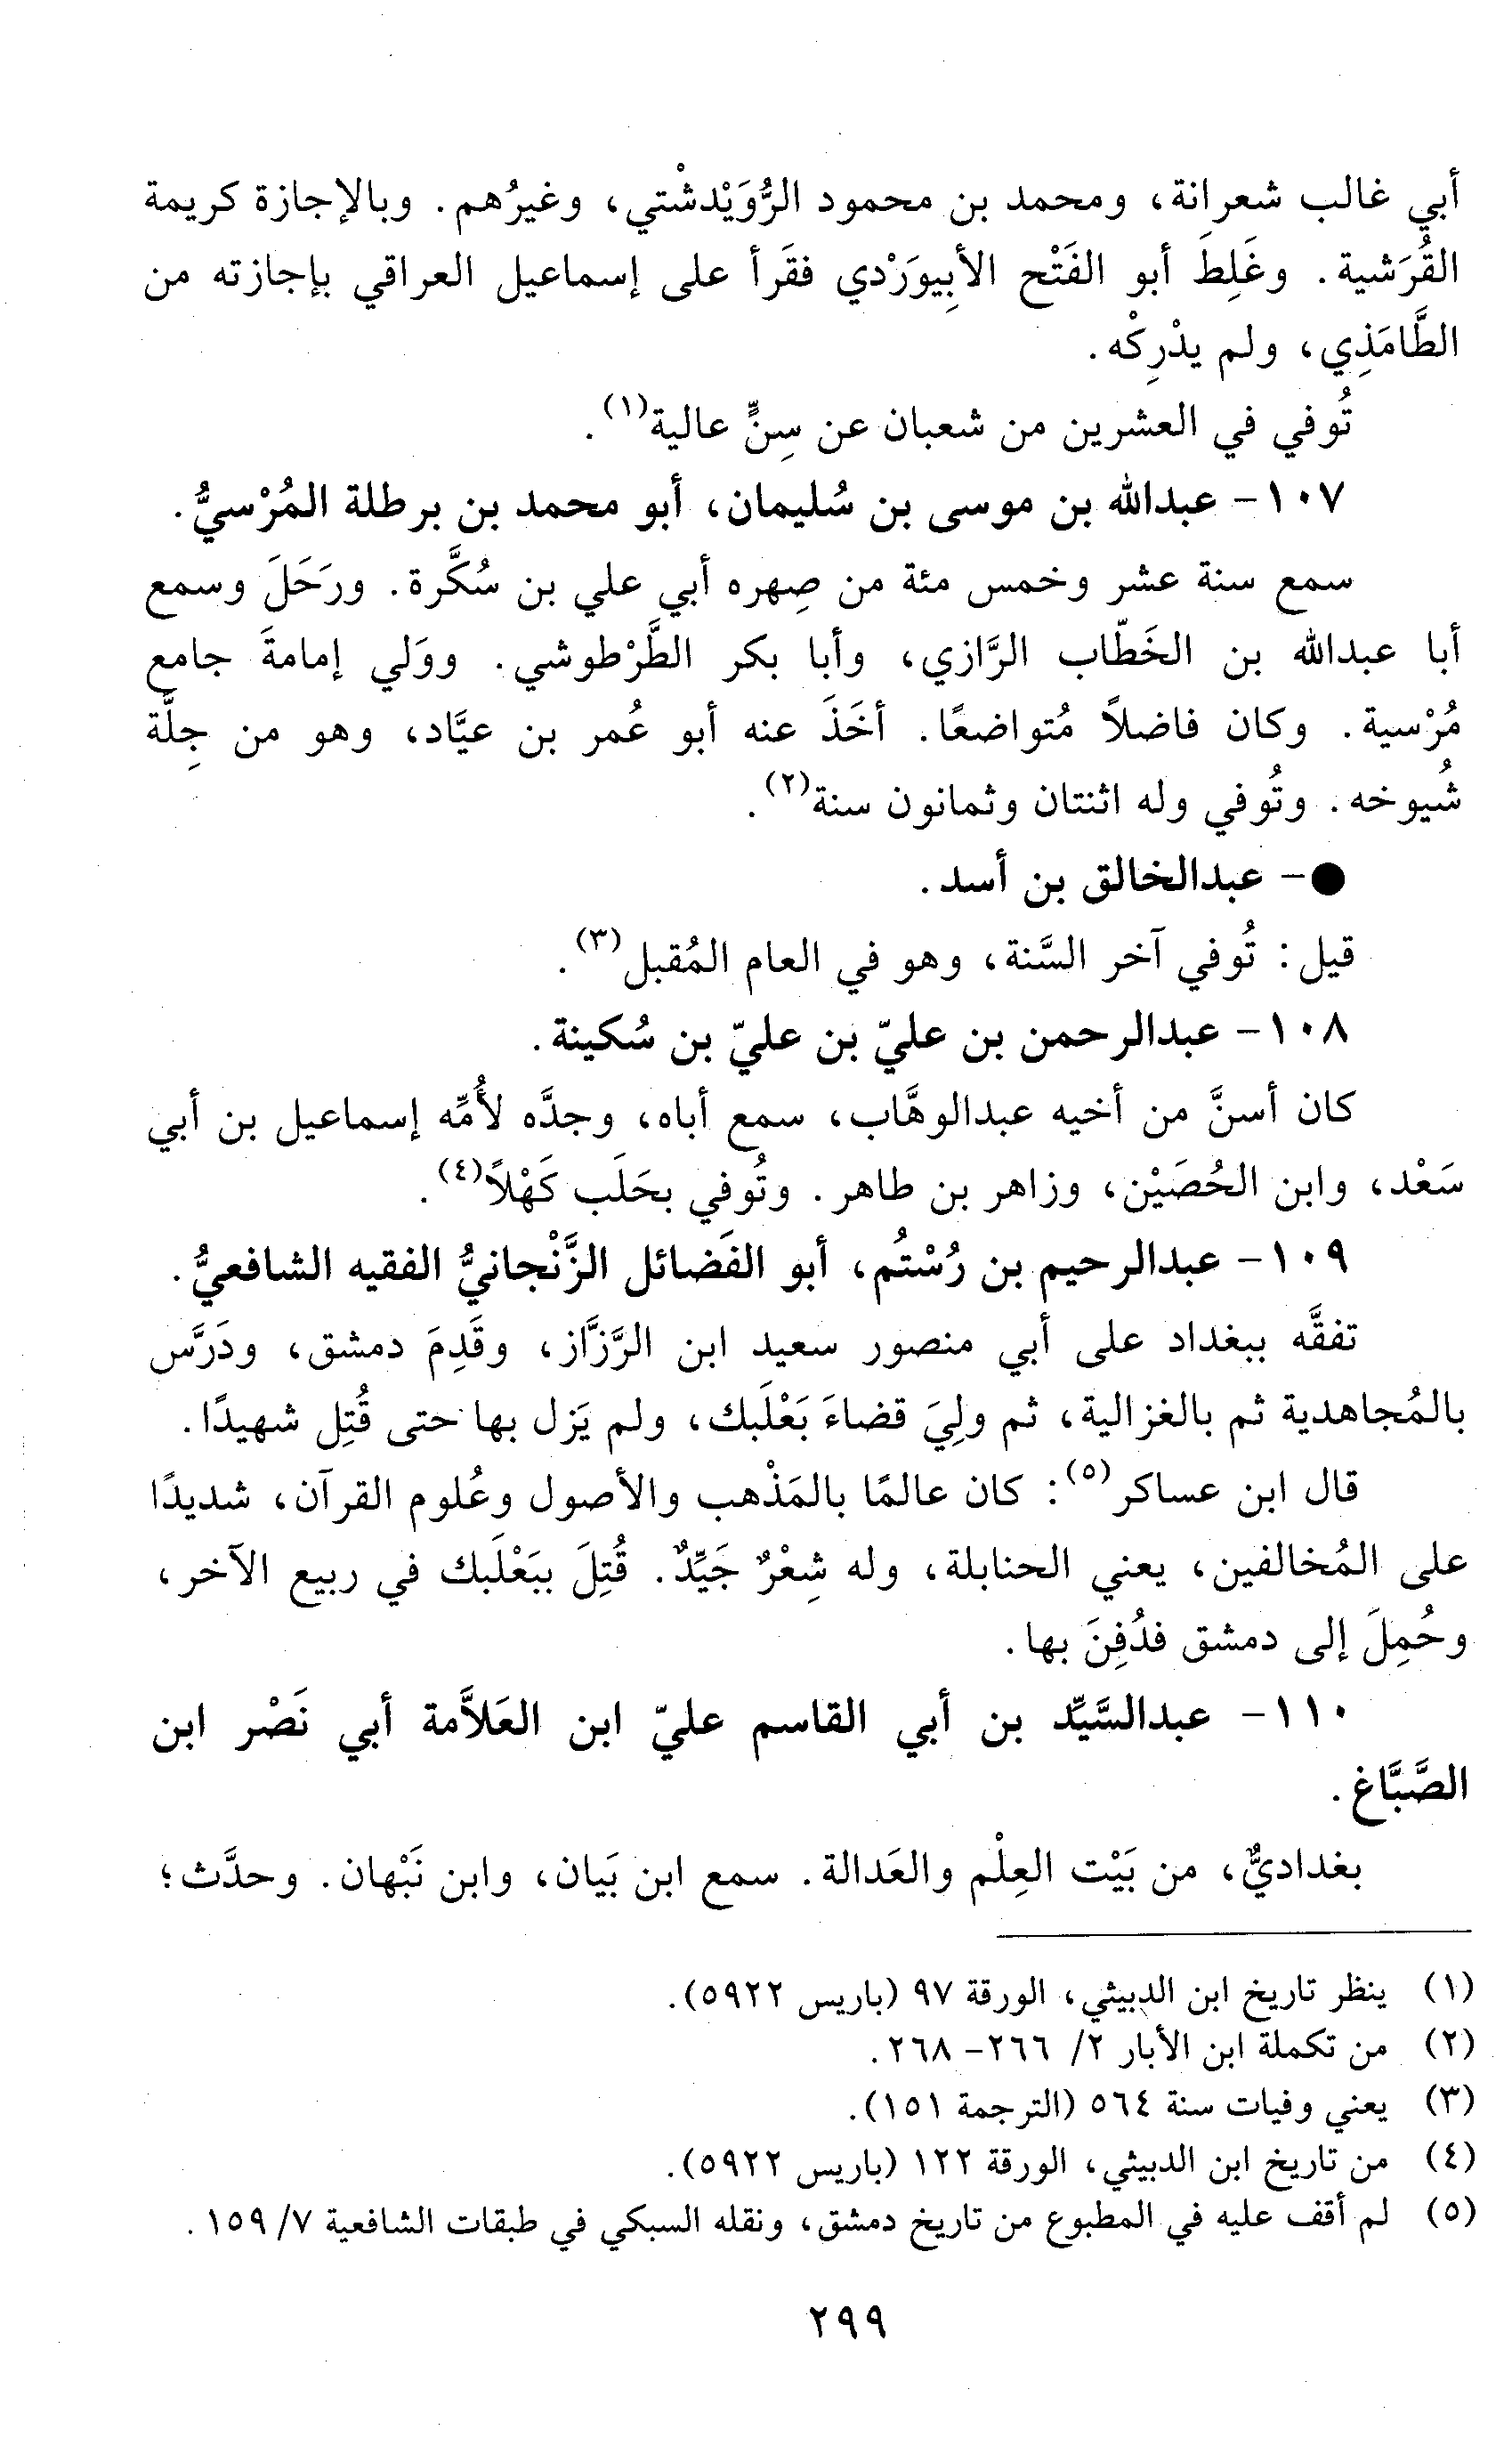 أبي غالب شعرانة، ومحمد بن محمود الرُّوَيْدشْتي، وغيرُهم. وبالإجازة كريمة
القُرَشية. وغَلِطَ أبو الفَتْح الأبِيوَرْدي فقَرأ على إسماعيل العراقي بإجازته من
الطَّامَذِي، ولم يدْرِكْه.
تُوفي في العشرين من شعبان عن سِنٍّ عالية(١).
١٠٧- عبدالله بن موسى بن سُليمان، أبو محمد بن برطلة المُرْسيُّ.
سمع سنة عشر وخمس مئة من صِهره أبي علي بن سُكَّرة. ورَحَلَ وسمع
أبا عبدالله بن الخَطّاب الرَّازي، وأبا بكر الطَّرْطوشي. ووَلي إمامةَ جامع
مُرْسية. وكان فاضلاً مُتواضعًا. أخَذَ عنه أبو عُمر بن عيَّاد، وهو من جِلَّة
شُيوخه. وتُوفي وله اثنتان وثمانون سنة(٢).
●- عبدالخالق بن أسد.
قيل: تُوفي آخر السَّنة، وهو في العام المُقبل(٣).
١٠٨- عبدالرحمن بن عليّ بن عليّ بن سُكينة.
كان أسنَّ من أخيه عبدالوهَّاب، سمع أباه، وجدَّه لأُمِّه إسماعيل بن أبي
سَعْد، وابن الحُصَيْن، وزاهر بن طاهر. وتُوفي بحَلَب كَهْلاً(٤).
١٠٩- عبدالرحيم بن رُسْتُم، أبو الفَضائل الزَّنْجانيُّ الفقيه الشافعيُّ.
تفقَّه ببغداد على أبي منصور سعيد ابن الرَّزَّاز، وقَدِمَ دمشق، ودَرَّس
بالمُجاهدية ثم بالغزالية، ثم ولِيَ قضاءَ بَعْلَبك، ولم يَزل بها حتى قُتِل شهيدًا.
قال ابن عساكر(٥): كان عالمًا بالمَذْهب والأصول وعُلوم القرآن، شديدًا
على المُخالفين، يعني الحنابلة، وله شِعْرٌ جَيِّدٌ. قُتِلَ ببَعْلَبك في ربيع الآخر،
وحُمِلَ إلى دمشق فدُفِنَ بها.
١١٠- عبدالسَّيِّد بن أبي القاسم عليّ ابن العَلاَّمة أبي نَصْر ابن
الصَّبَّاغ.
بغداديٌّ، من بَيْت العِلْم والعَدالة. سمع ابن بَيان، وابن نَبْهان. وحدَّث؛
(١) ينظر تاريخ ابن الدبيثي، الورقة ٩٧ (باريس ٥٩٢٢).
(٢) من تكملة ابن الأبار ٢/ ٢٦٦- ٢٦٨.
(٣) يعني وفيات سنة ٥٦٤ (الترجمة ١٥١).
(٤) من تاريخ ابن الدبيثي، الورقة ١٢٢ (باريس ٥٩٢٢).
(٥) لم أقف عليه في المطبوع من تاريخ دمشق، ونقله السبكي في طبقات الشافعية ٧/ ١٥٩.
٢٩٩